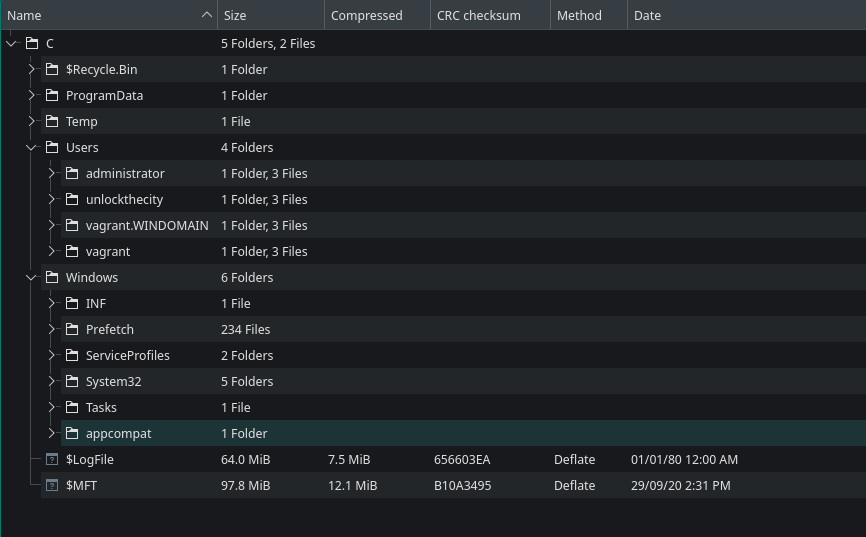 Name Size Compressed CRC checksum Method Date
C 5 Folders, 2 Files
$Recycle.Bin 1 Folder
ProgramData 1 Folder
Temp 1 File
Users 4 Folders
administrator 1 Folder, 3 Files
unlockthecity 1 Folder, 3 Files
vagrant.WINDOMAIN 1 Folder, 3 Files
vagrant 1 Folder, 3 Files
Windows 6 Folders
INF 1 File
Prefetch 234 Files
ServiceProfiles 2 Folders
System32 5 Folders
Tasks 1 File
appcompat 1 Folder
$LogFile 64.0 MiB 7.5 MiB 656603EA Deflate 01/01/80 12:00 AM
$MFT 97.8 MiB 12.1 MiB B10A3495 Deflate 29/09/20 2:31 PM